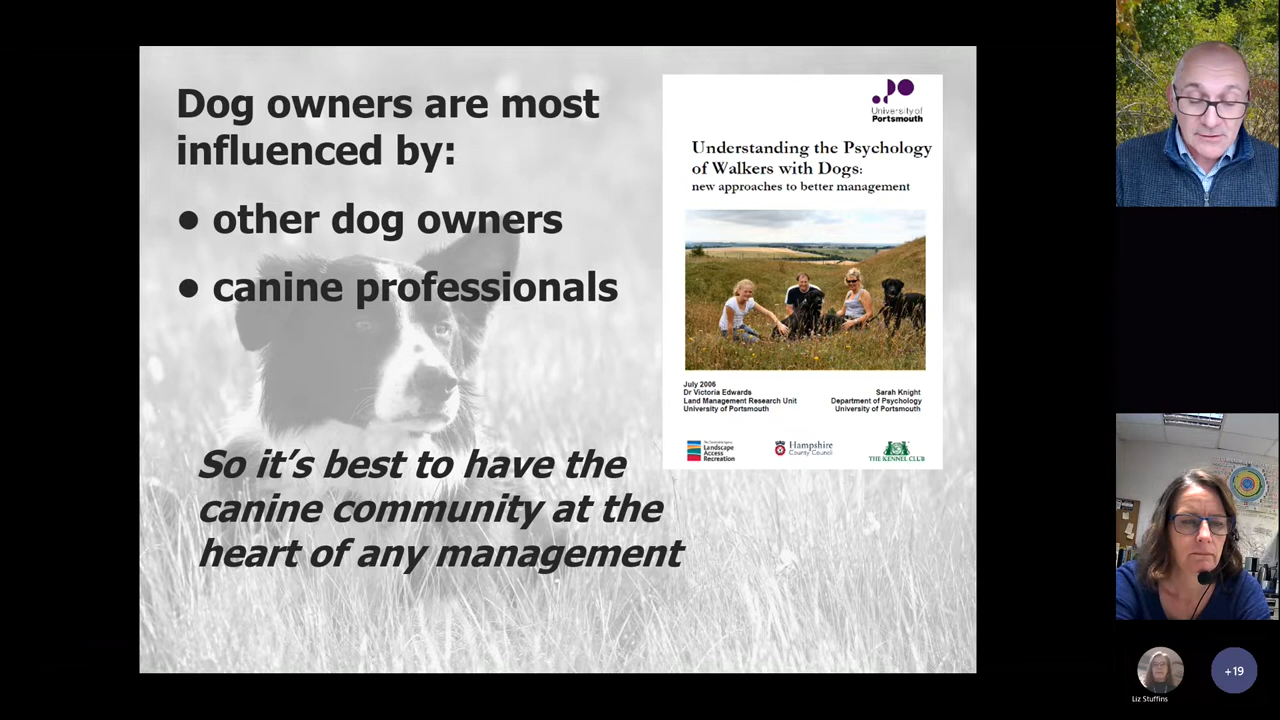 Dog owners are most
influenced by:
• other dog owners
• canine professionals
So it's best to have the
canine community at the
heart of any management
University of
Portsmouth
Understanding the Psychology
of Walkers with Dogs:
new approaches to better management
July 2006
Dr Victoria Edwards
Land Management Research Unit
University of Portsmouth
Sarah Knight
Department of Psychology
University of Portsmouth
Landscape
Access
Recreation
Hampshire
County Council
THE KENNEL CLUB
+19
Liz Stuffins